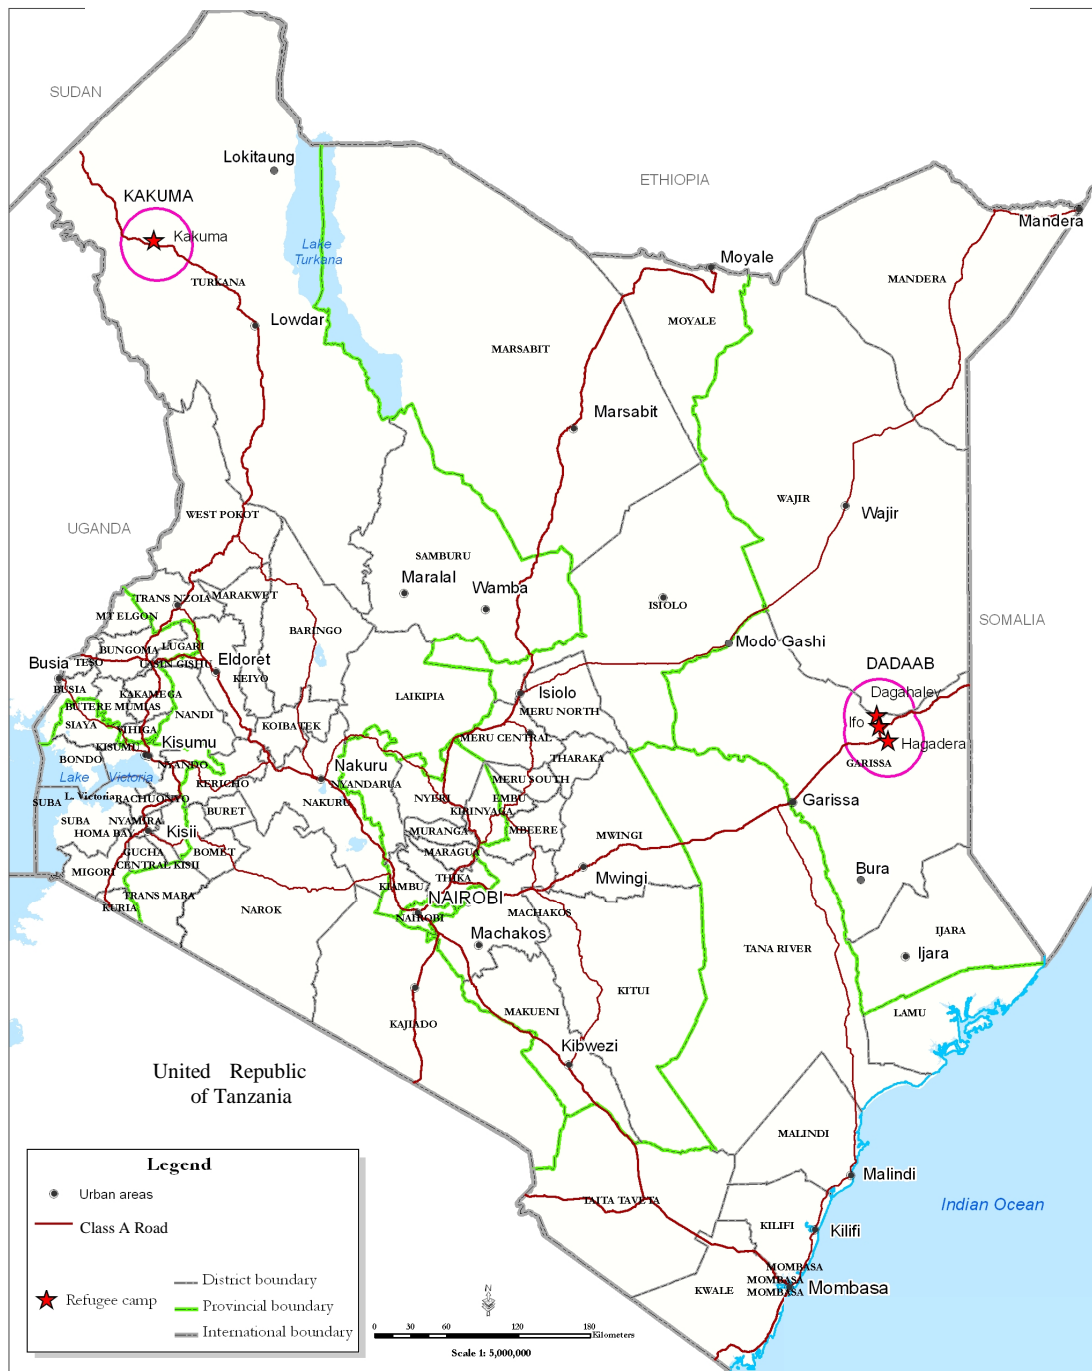 SUDAN
Lokitaung
ETHIOPIA
KAKUMA
Mandera
Kakuma
Lake
Turkana
Moyale
TURKANA
MANDERA
Lowdar
MOYALE
MARSABIT
Marsabit
WAJIR
Wajir
WEST POKOT
UGANDA
SAMBURU
Maralal
Wamba
TRANS NZOIA
MARAKWET
ISIOLO
MT ELGON
SOMALIA
BARINGO
LUGARI
BUNGOMA
Modo Gashi
Busia
TESO
UASIN GISHU
Eldoret
DADAAB
KEIYO
BUSIA
KAKAMEGA
LAIKIPIA
Isiolo
Dagahaley
BUTERE MUMIAS
NANDI
MERU NORTH
SIAYA
VIHIGA
KOIBATEK
Ifo
MERU CENTRAL
Hagadera
KISUMU
Kisumu
BONDO
THARAKA
GARISSA
NYANDO
Nakuru
Lake Victoria
KERICHO
NYANDARUA
MERU SOUTH
SUBA
L. Victoria
RACHUONYO
NAKURU
NYERI
EMBU
Garissa
BURET
KIRINYAGA
SUBA
NYAMIRA
HOMA BAY
Kisii
MURANGA
MBEERE
MWINGI
GUCHA
BOMET
MARAGUA
CENTRAL KISII
Bura
MIGORI
THIKA
Mwingi
KIAMBU
TRANS MARA
NAIROBI
KURIA
NAROK
NAIROBI
MACHAKOS
Machakos
IJARA
TANA RIVER
Ijara
KITUI
MAKUENI
LAMU
KAJIADO
Kibwezi
United Republic
of Tanzania
MALINDI
Legend
Malindi
Urban areas
TAITA TAVETA
Indian Ocean
Class A Road
KILIFI
Kilifi
MOMBASA
District boundary
MOMBASA
Mombasa
KWALE
MOMBASA
Refugee camp
Provincial boundary
N
International boundary
0 30 60 120 180
Kilometers
Scale 1: 5,000,000